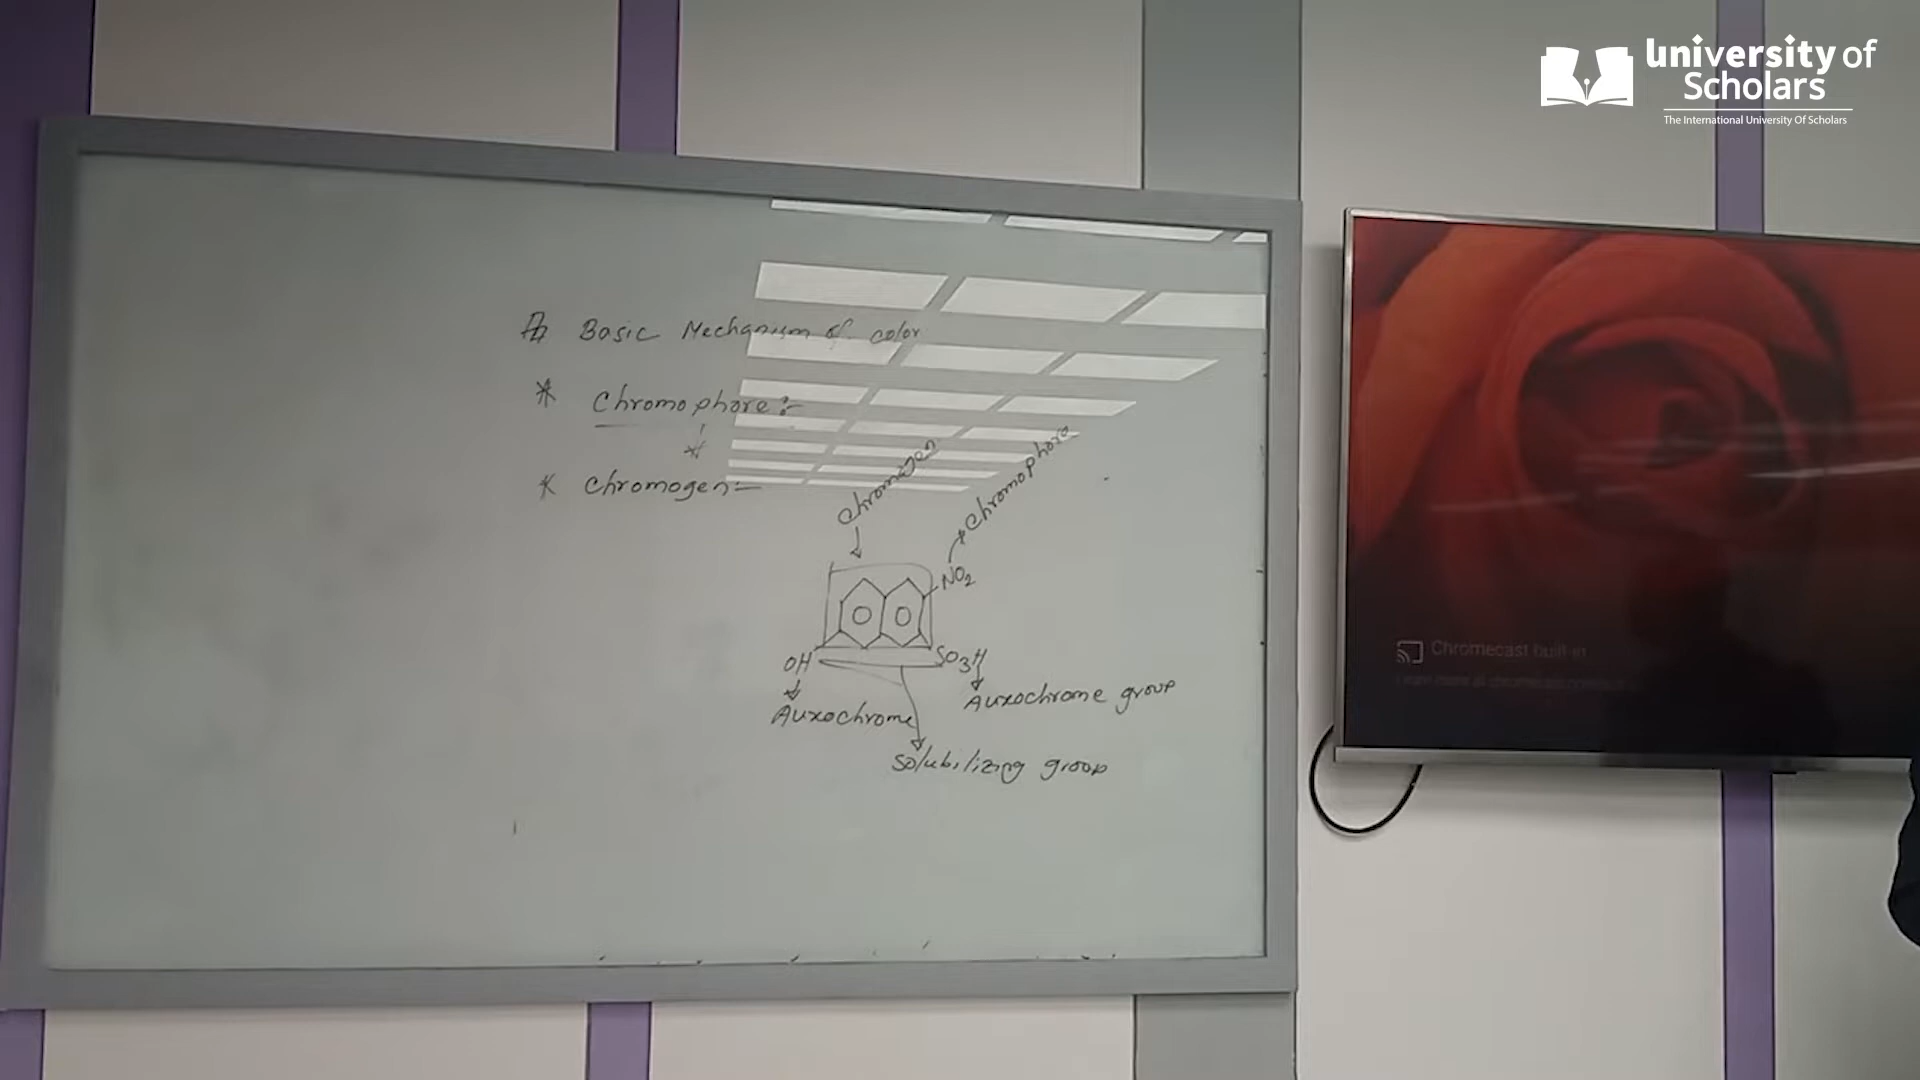 University of
Scholars
The International University Of Scholars
Basic Mechanism of color
* Chromophore :-
*
* Chromogen :-
Chromogen
Chromophore
NO2
OH
SO3H
Auxochrome
Auxochrome group
Solubilizing group
Chromecast built-in